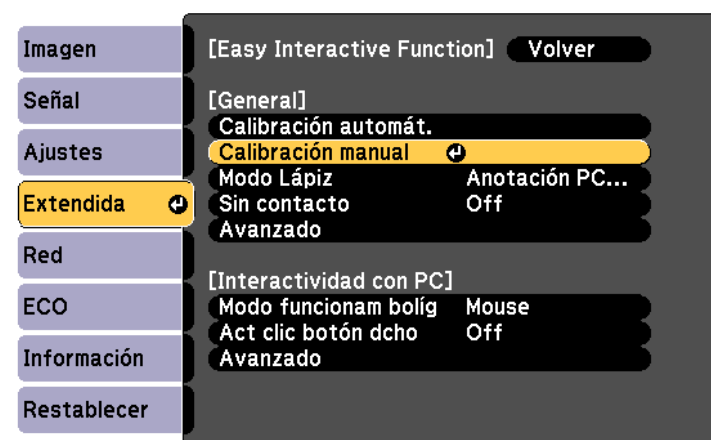 Imagen
Señal
Ajustes
Extendida
Red
ECO
Información
Restablecer
[Easy Interactive Function] Volver
[General]
Calibración automát.
Calibración manual
Modo Lápiz Anotación PC...
Sin contacto Off
Avanzado
[Interactividad con PC]
Modo funcionam bolíg Mouse
Act clic botón dcho Off
Avanzado